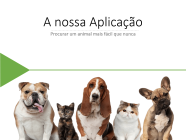 A nossa Aplicação
Procurar um animal mais fácil que nunca